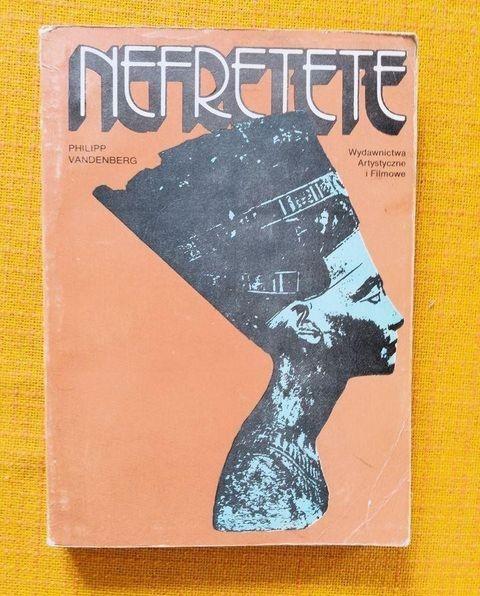 NEFRETETE
PHILIPP
VANDENBERG
Wydawnictwa
Artystyczne
i Filmowe